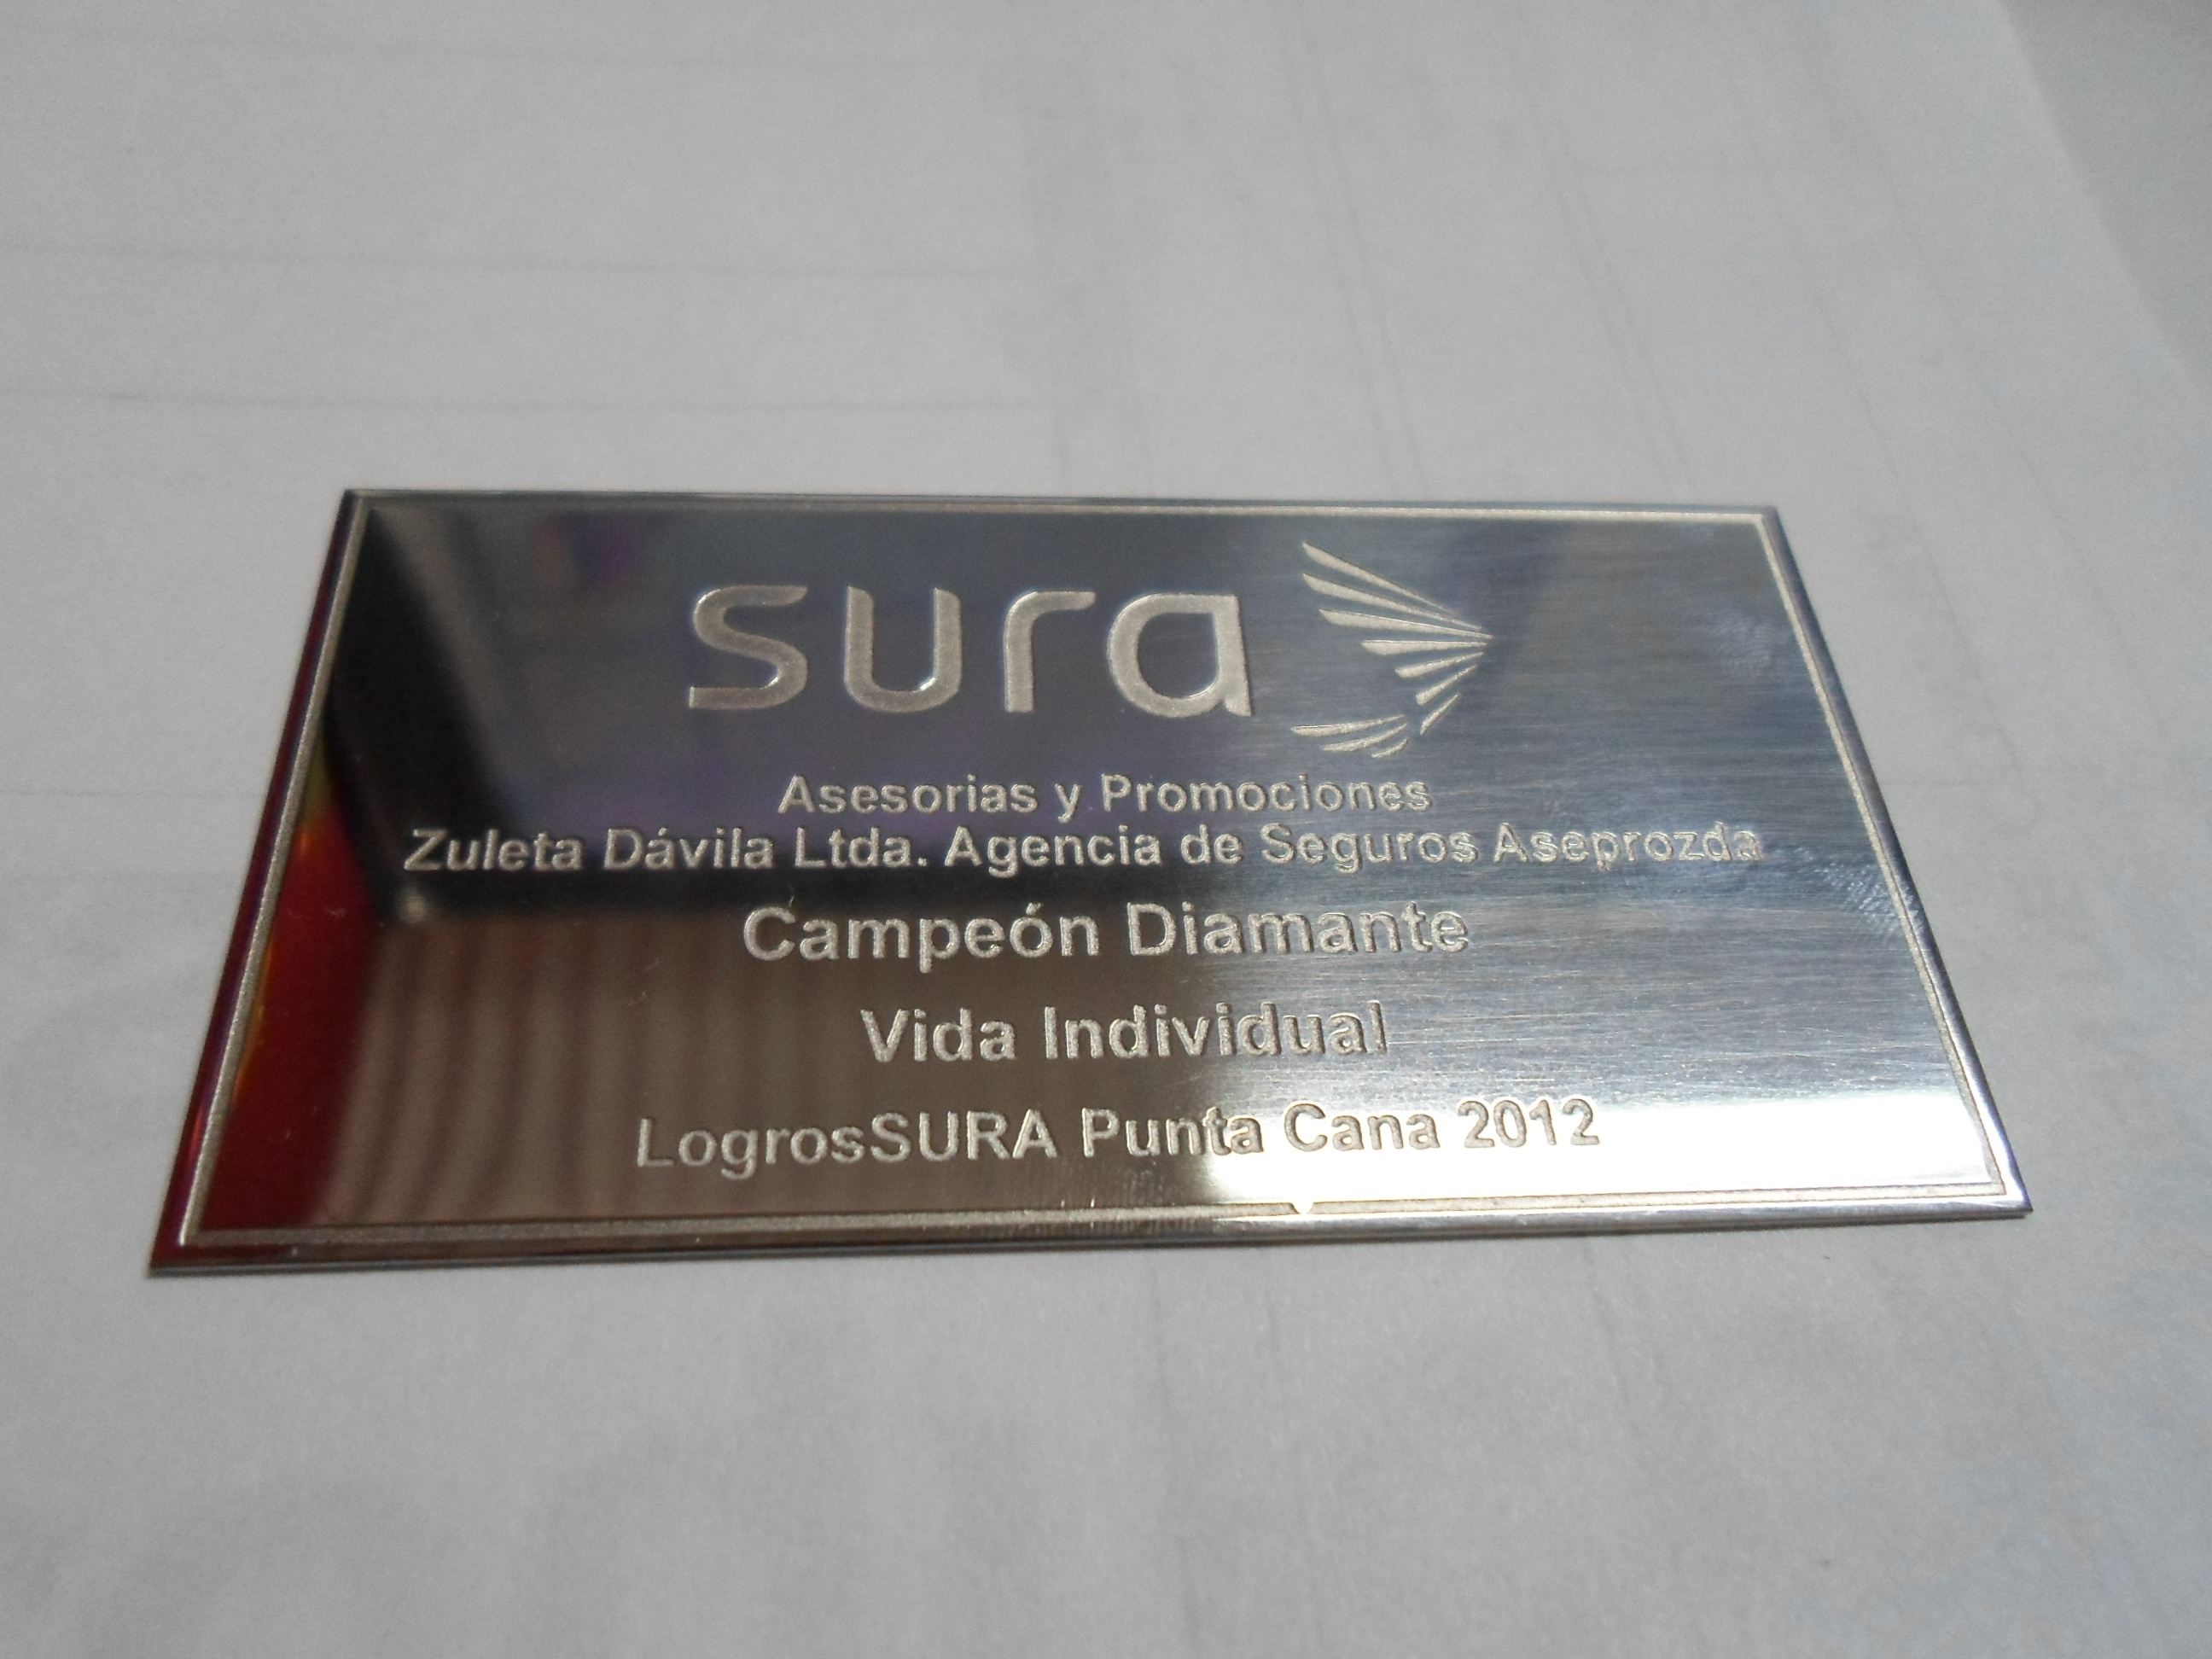 sura
Asesorias y Promociones
Zuleta Dávila Ltda. Agencia de Seguros Aseprozda
Campeón Diamante
Vida Individual
LogrosSURA Punta Cana 2012